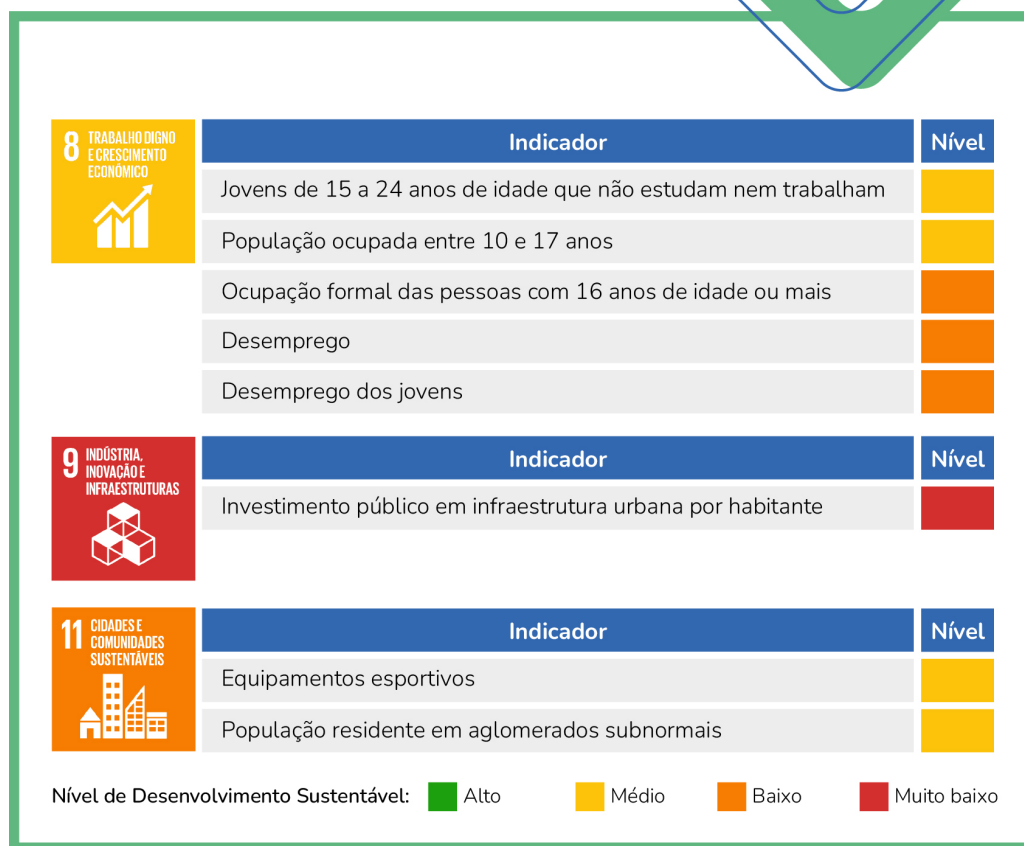 8 TRABALHO DIGNO
E CRESCIMENTO
ECONÓMICO
Indicador Nível
Jovens de 15 a 24 anos de idade que não estudam nem trabalham
População ocupada entre 10 e 17 anos
Ocupação formal das pessoas com 16 anos de idade ou mais
Desemprego
Desemprego dos jovens
9 INDÚSTRIA,
INOVAÇÃO E
INFRAESTRUTURAS
Indicador Nível
Investimento público em infraestrutura urbana por habitante
11 CIDADES E
COMUNIDADES
SUSTENTÁVEIS
Indicador Nível
Equipamentos esportivos
População residente em aglomerados subnormais
Nível de Desenvolvimento Sustentável: Alto Médio Baixo Muito baixo